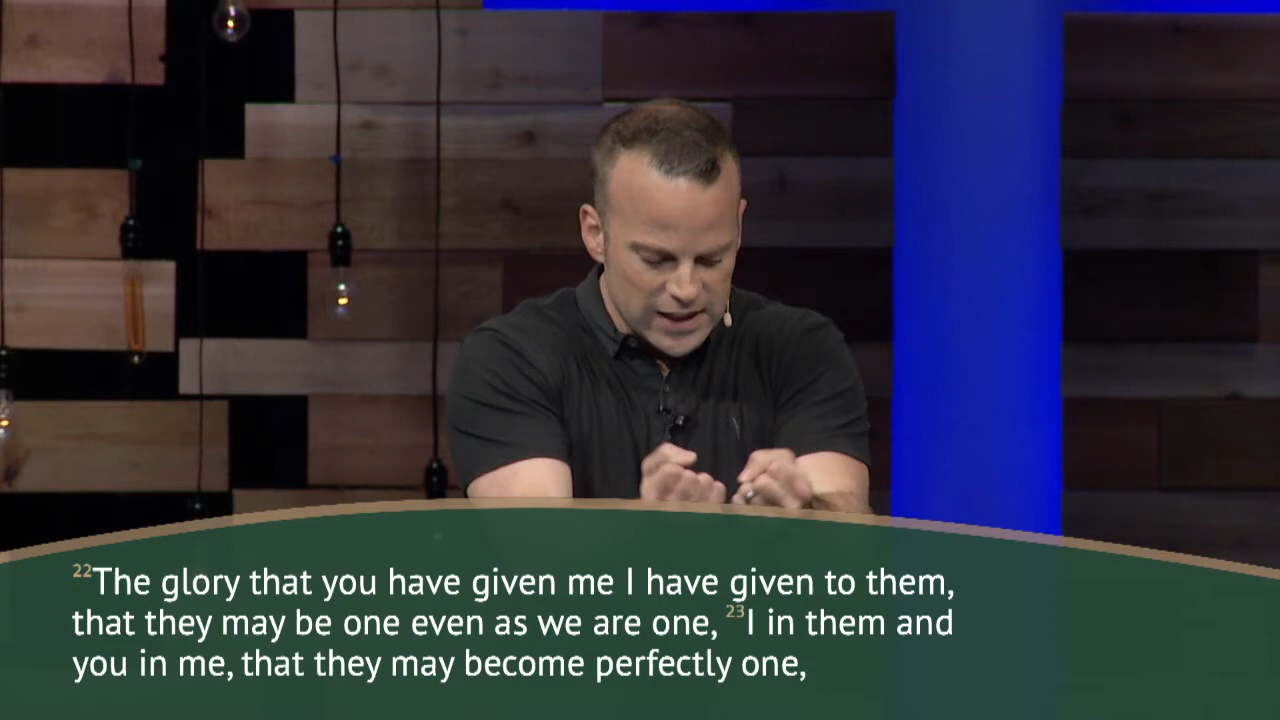 22The glory that you have given me I have given to them,
that they may be one even as we are one, 23I in them and
you in me, that they may become perfectly one,